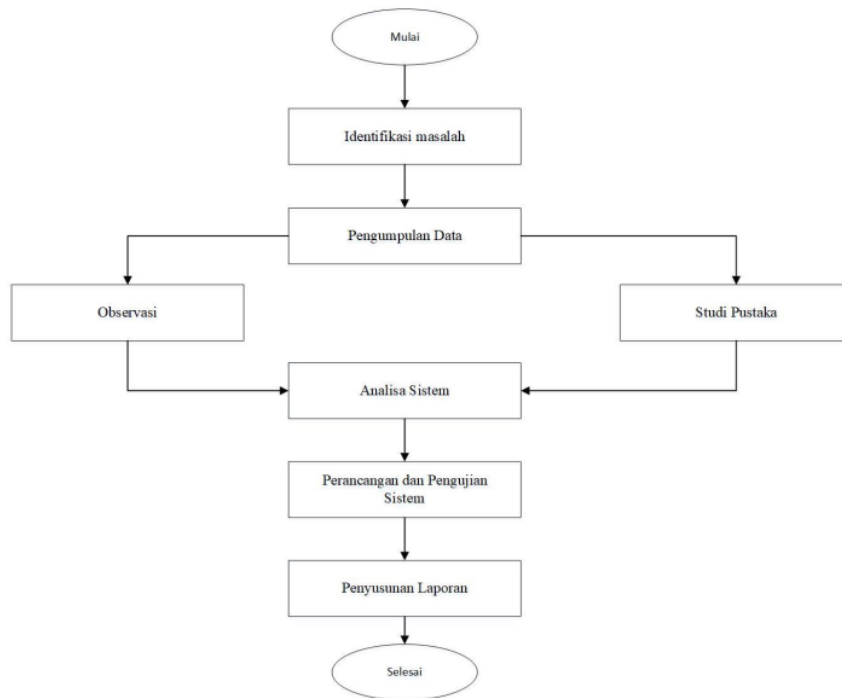 Mulai
Identifikasi masalah
Pengumpulan Data
Observasi
Studi Pustaka
Analisa Sistem
Perancangan dan Pengujian
Sistem
Penyusunan Laporan
Selesai